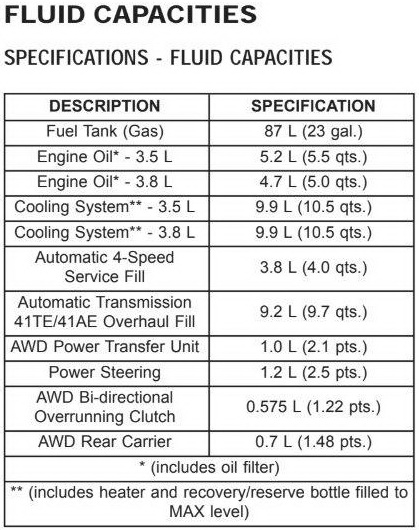 FLUID CAPACITIES
SPECIFICATIONS - FLUID CAPACITIES
DESCRIPTION SPECIFICATION
Fuel Tank (Gas) 87 L (23 gal.)
Engine Oil* - 3.5 L 5.2 L (5.5 qts.)
Engine Oil* - 3.8 L 4.7 L (5.0 qts.)
Cooling System** - 3.5 L 9.9 L (10.5 qts.)
Cooling System** - 3.8 L 9.9 L (10.5 qts.)
Automatic 4-Speed
Service Fill 3.8 L (4.0 qts.)
Automatic Transmission
41TE/41AE Overhaul Fill 9.2 L (9.7 qts.)
AWD Power Transfer Unit 1.0 L (2.1 pts.)
Power Steering 1.2 L (2.5 pts.)
AWD Bi-directional
Overrunning Clutch 0.575 L (1.22 pts.)
AWD Rear Carrier 0.7 L (1.48 pts.)
* (includes oil filter)
** (includes heater and recovery/reserve bottle filled to
MAX level)